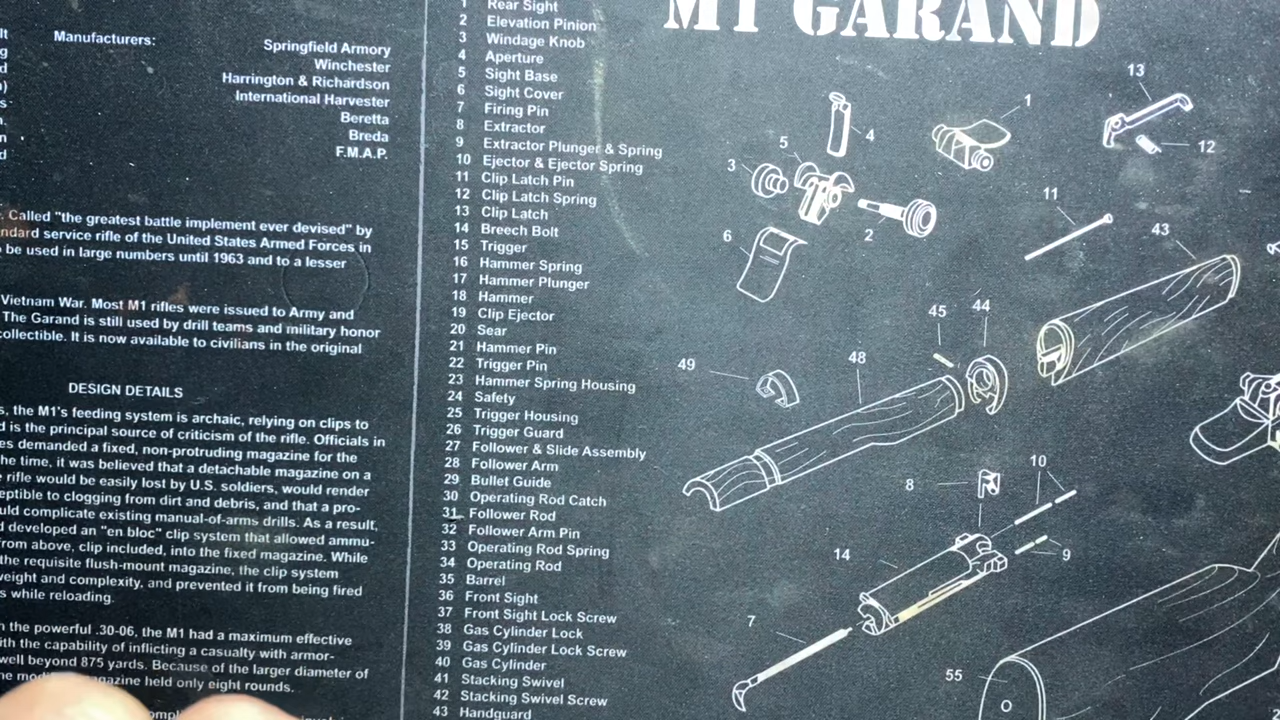 M1 GARAND
Manufacturers:
Springfield Armory
Winchester
Harrington & Richardson
International Harvester
Beretta
Breda
F.M.A.P.
. Called "the greatest battle implement ever devised" by
service rifle of the United States Armed Forces in
be used in large numbers until 1963 and to a lesser
Vietnam War. Most M1 rifles were issued to Army and
The Garand is still used by drill teams and military honor
collectible. It is now available to civilians in the original
DESIGN DETAILS
s, the M1's feeding system is archaic, relying on clips to
d is the principal source of criticism of the rifle. Officials in
es demanded a fixed, non-protruding magazine for the
he time, it was believed that a detachable magazine on a
rifle would be easily lost by U.S. soldiers, would render
eptible to clogging from dirt and debris, and that a pro-
uld complicate existing manual-of-arms drills. As a result,
d developed an "en bloc" clip system that allowed ammu-
from above, clip included, into the fixed magazine. While
the requisite flush-mount magazine, the clip system
weight and complexity, and prevented it from being fired
s while reloading.
n the powerful .30-06, the M1 had a maximum effective
ith the capability of inflicting a casualty with armor-
well beyond 875 yards. Because of the larger diameter of
agazine held only eight rounds.
1 Rear Sight
2 Elevation Pinion
3 Windage Knob
4 Aperture
5 Sight Base
6 Sight Cover
7 Firing Pin
8 Extractor
9 Extractor Plunger & Spring
10 Ejector & Ejector Spring
11 Clip Latch Pin
12 Clip Latch Spring
13 Clip Latch
14 Breech Bolt
15 Trigger
16 Hammer Spring
17 Hammer Plunger
18 Hammer
19 Clip Ejector
20 Sear
21 Hammer Pin
22 Trigger Pin
23 Hammer Spring Housing
24 Safety
25 Trigger Housing
26 Trigger Guard
27 Follower & Slide Assembly
28 Follower Arm
29 Bullet Guide
30 Operating Rod Catch
31 Follower Rod
32 Follower Arm Pin
33 Operating Rod Spring
34 Operating Rod
35 Barrel
36 Front Sight
37 Front Sight Lock Screw
38 Gas Cylinder Lock
39 Gas Cylinder Lock Screw
40 Gas Cylinder
41 Stacking Swivel
42 Stacking Swivel Screw
43 Handguard
13
1
4
12
5
3
11
2
6
43
45
44
49
48
10
8
14
9
7
55